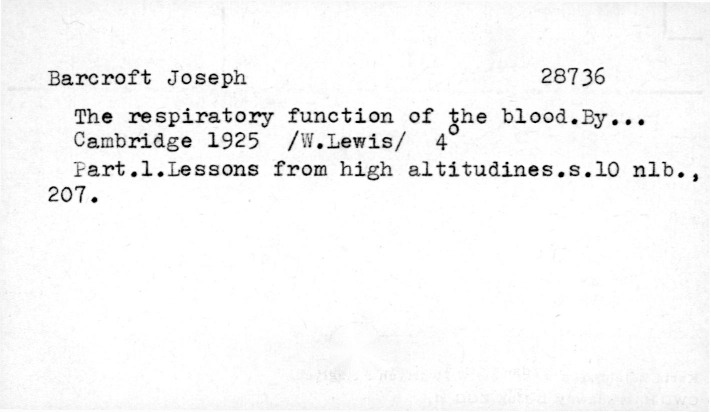 Barcroft Joseph 28736
The respiratory function of the blood.By...
Cambridge 1925 /W.Lewis/ 4°
Part.1.Lessons from high altitudines.s.10 nlb.,
207.